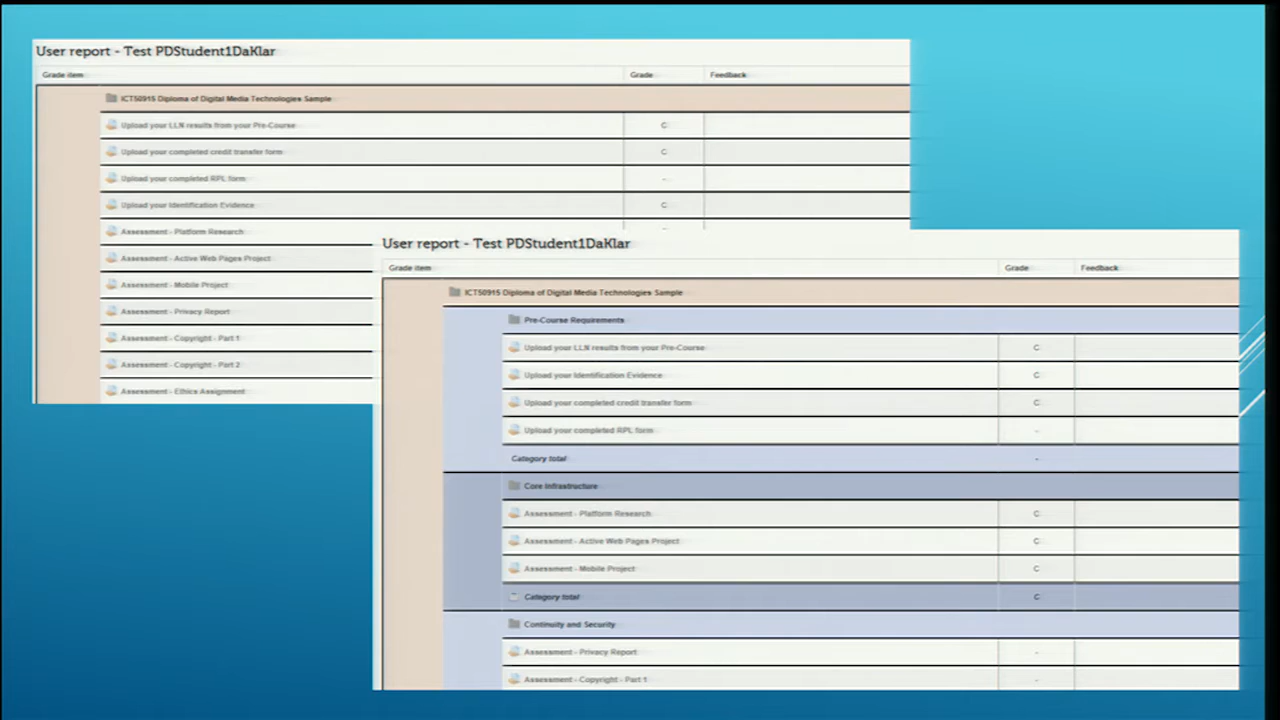 User report - Test PDStudent1DaKlar
Grade item Grade Feedback
ICT50915 Diploma of Digital Media Technologies Sample
Upload your LLN results from your Pre-Course C
Upload your completed credit transfer form C
Upload your completed RPL form -
Upload your Identification Evidence C
Assessment - Platform Research
Assessment - Active Web Pages Project
Assessment - Mobile Project
Assessment - Privacy Report
Assessment - Copyright - Part 1
Assessment - Copyright - Part 2
Assessment - Ethics Assignment
User report - Test PDStudent1DaKlar
Grade item Grade Feedback
ICT50915 Diploma of Digital Media Technologies Sample
Pre-Course Requirements
Upload your LLN results from your Pre-Course C
Upload your Identification Evidence C
Upload your completed credit transfer form C
Upload your completed RPL form -
Category total -
Core Infrastructure
Assessment - Platform Research C
Assessment - Active Web Pages Project C
Assessment - Mobile Project C
Category total C
Continuity and Security
Assessment - Privacy Report -
Assessment - Copyright - Part 1 -